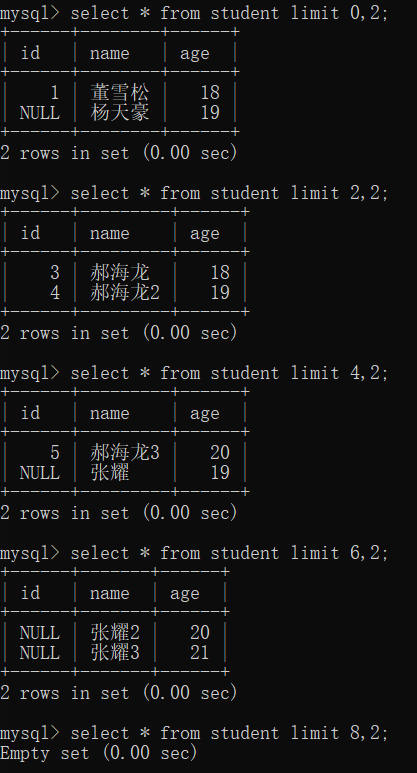 mysql> select * from student limit 0,2;
+------+--------+------+
| id   | name   | age  |
+------+--------+------+
|    1 | 董雪松 |   18 |
| NULL | 杨天豪 |   19 |
+------+--------+------+
2 rows in set (0.00 sec)

mysql> select * from student limit 2,2;
+------+---------+------+
| id   | name    | age  |
+------+---------+------+
|    3 | 郝海龙  |   18 |
|    4 | 郝海龙2 |   19 |
+------+---------+------+
2 rows in set (0.00 sec)

mysql> select * from student limit 4,2;
+------+---------+------+
| id   | name    | age  |
+------+---------+------+
|    5 | 郝海龙3 |   20 |
| NULL | 张耀    |   19 |
+------+---------+------+
2 rows in set (0.00 sec)

mysql> select * from student limit 6,2;
+------+-------+------+
| id   | name  | age  |
+------+-------+------+
| NULL | 张耀2 |   20 |
| NULL | 张耀3 |   21 |
+------+-------+------+
2 rows in set (0.00 sec)

mysql> select * from student limit 8,2;
Empty set (0.00 sec)